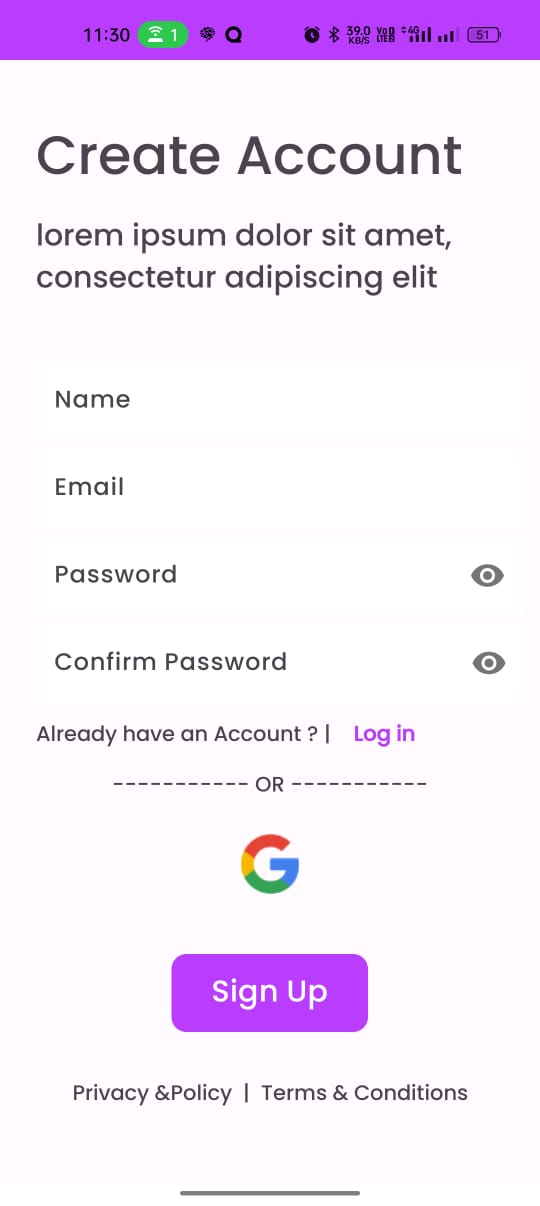 11:30 1 39.0 KB/S VoD LTEB 4G 51
Create Account
lorem ipsum dolor sit amet,
consectetur adipiscing elit
Name
Email
Password
Confirm Password
Already have an Account ? | Log in
----------- OR -----------
Sign Up
Privacy &Policy | Terms & Conditions